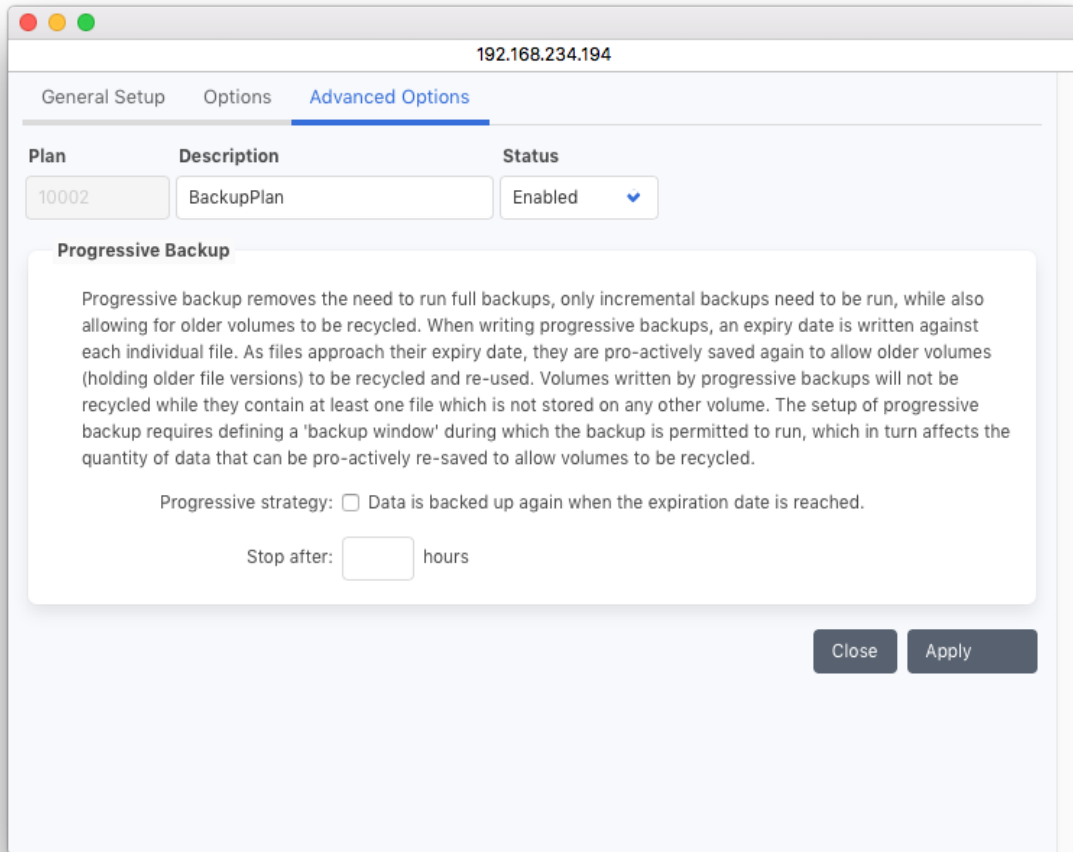 192.168.234.194
General Setup Options Advanced Options
Plan Description Status
10002 BackupPlan Enabled
Progressive Backup
Progressive backup removes the need to run full backups, only incremental backups need to be run, while also
allowing for older volumes to be recycled. When writing progressive backups, an expiry date is written against
each individual file. As files approach their expiry date, they are pro-actively saved again to allow older volumes
(holding older file versions) to be recycled and re-used. Volumes written by progressive backups will not be
recycled while they contain at least one file which is not stored on any other volume. The setup of progressive
backup requires defining a 'backup window' during which the backup is permitted to run, which in turn affects the
quantity of data that can be pro-actively re-saved to allow volumes to be recycled.
Progressive strategy: Data is backed up again when the expiration date is reached.
Stop after: hours
Close Apply